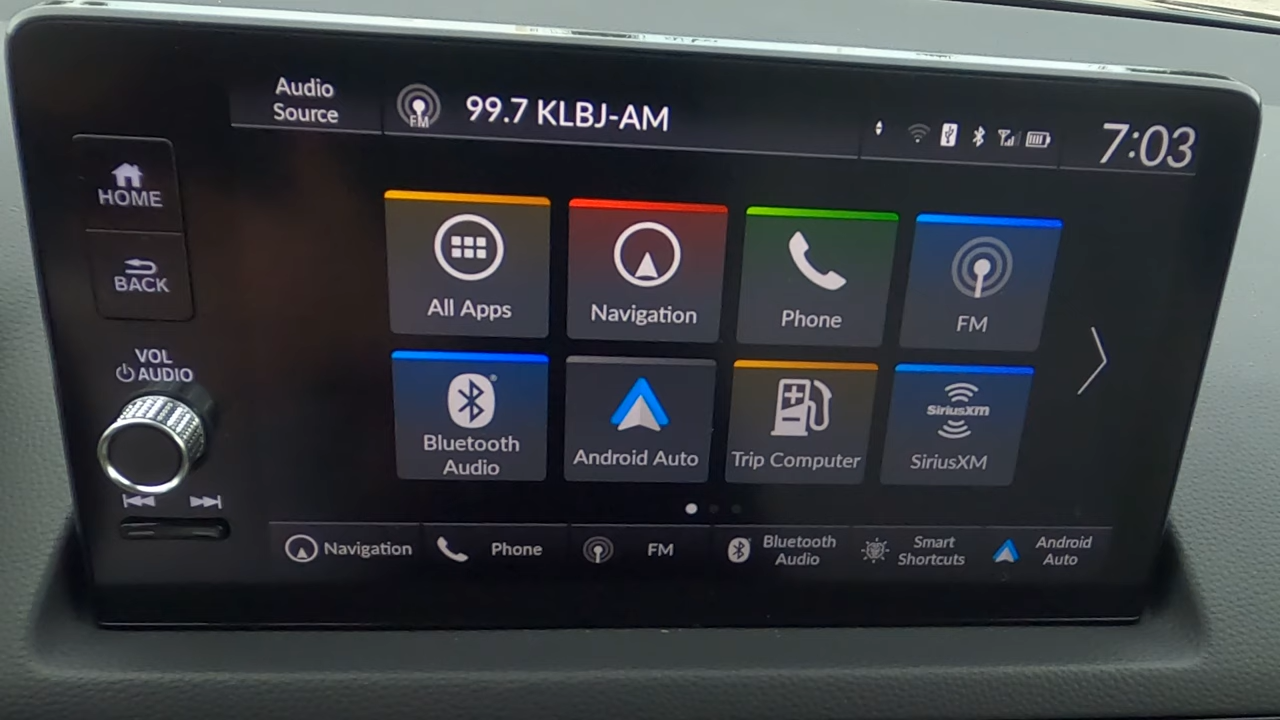 Audio
Source
FM
99.7 KLBJ-AM
7:03
HOME
BACK
VOL
AUDIO
All Apps
Navigation
Phone
FM
Bluetooth
Audio
Android Auto
Trip Computer
SiriusXM
SiriusXM
Navigation
Phone
FM
Bluetooth
Audio
Smart
Shortcuts
Android
Auto